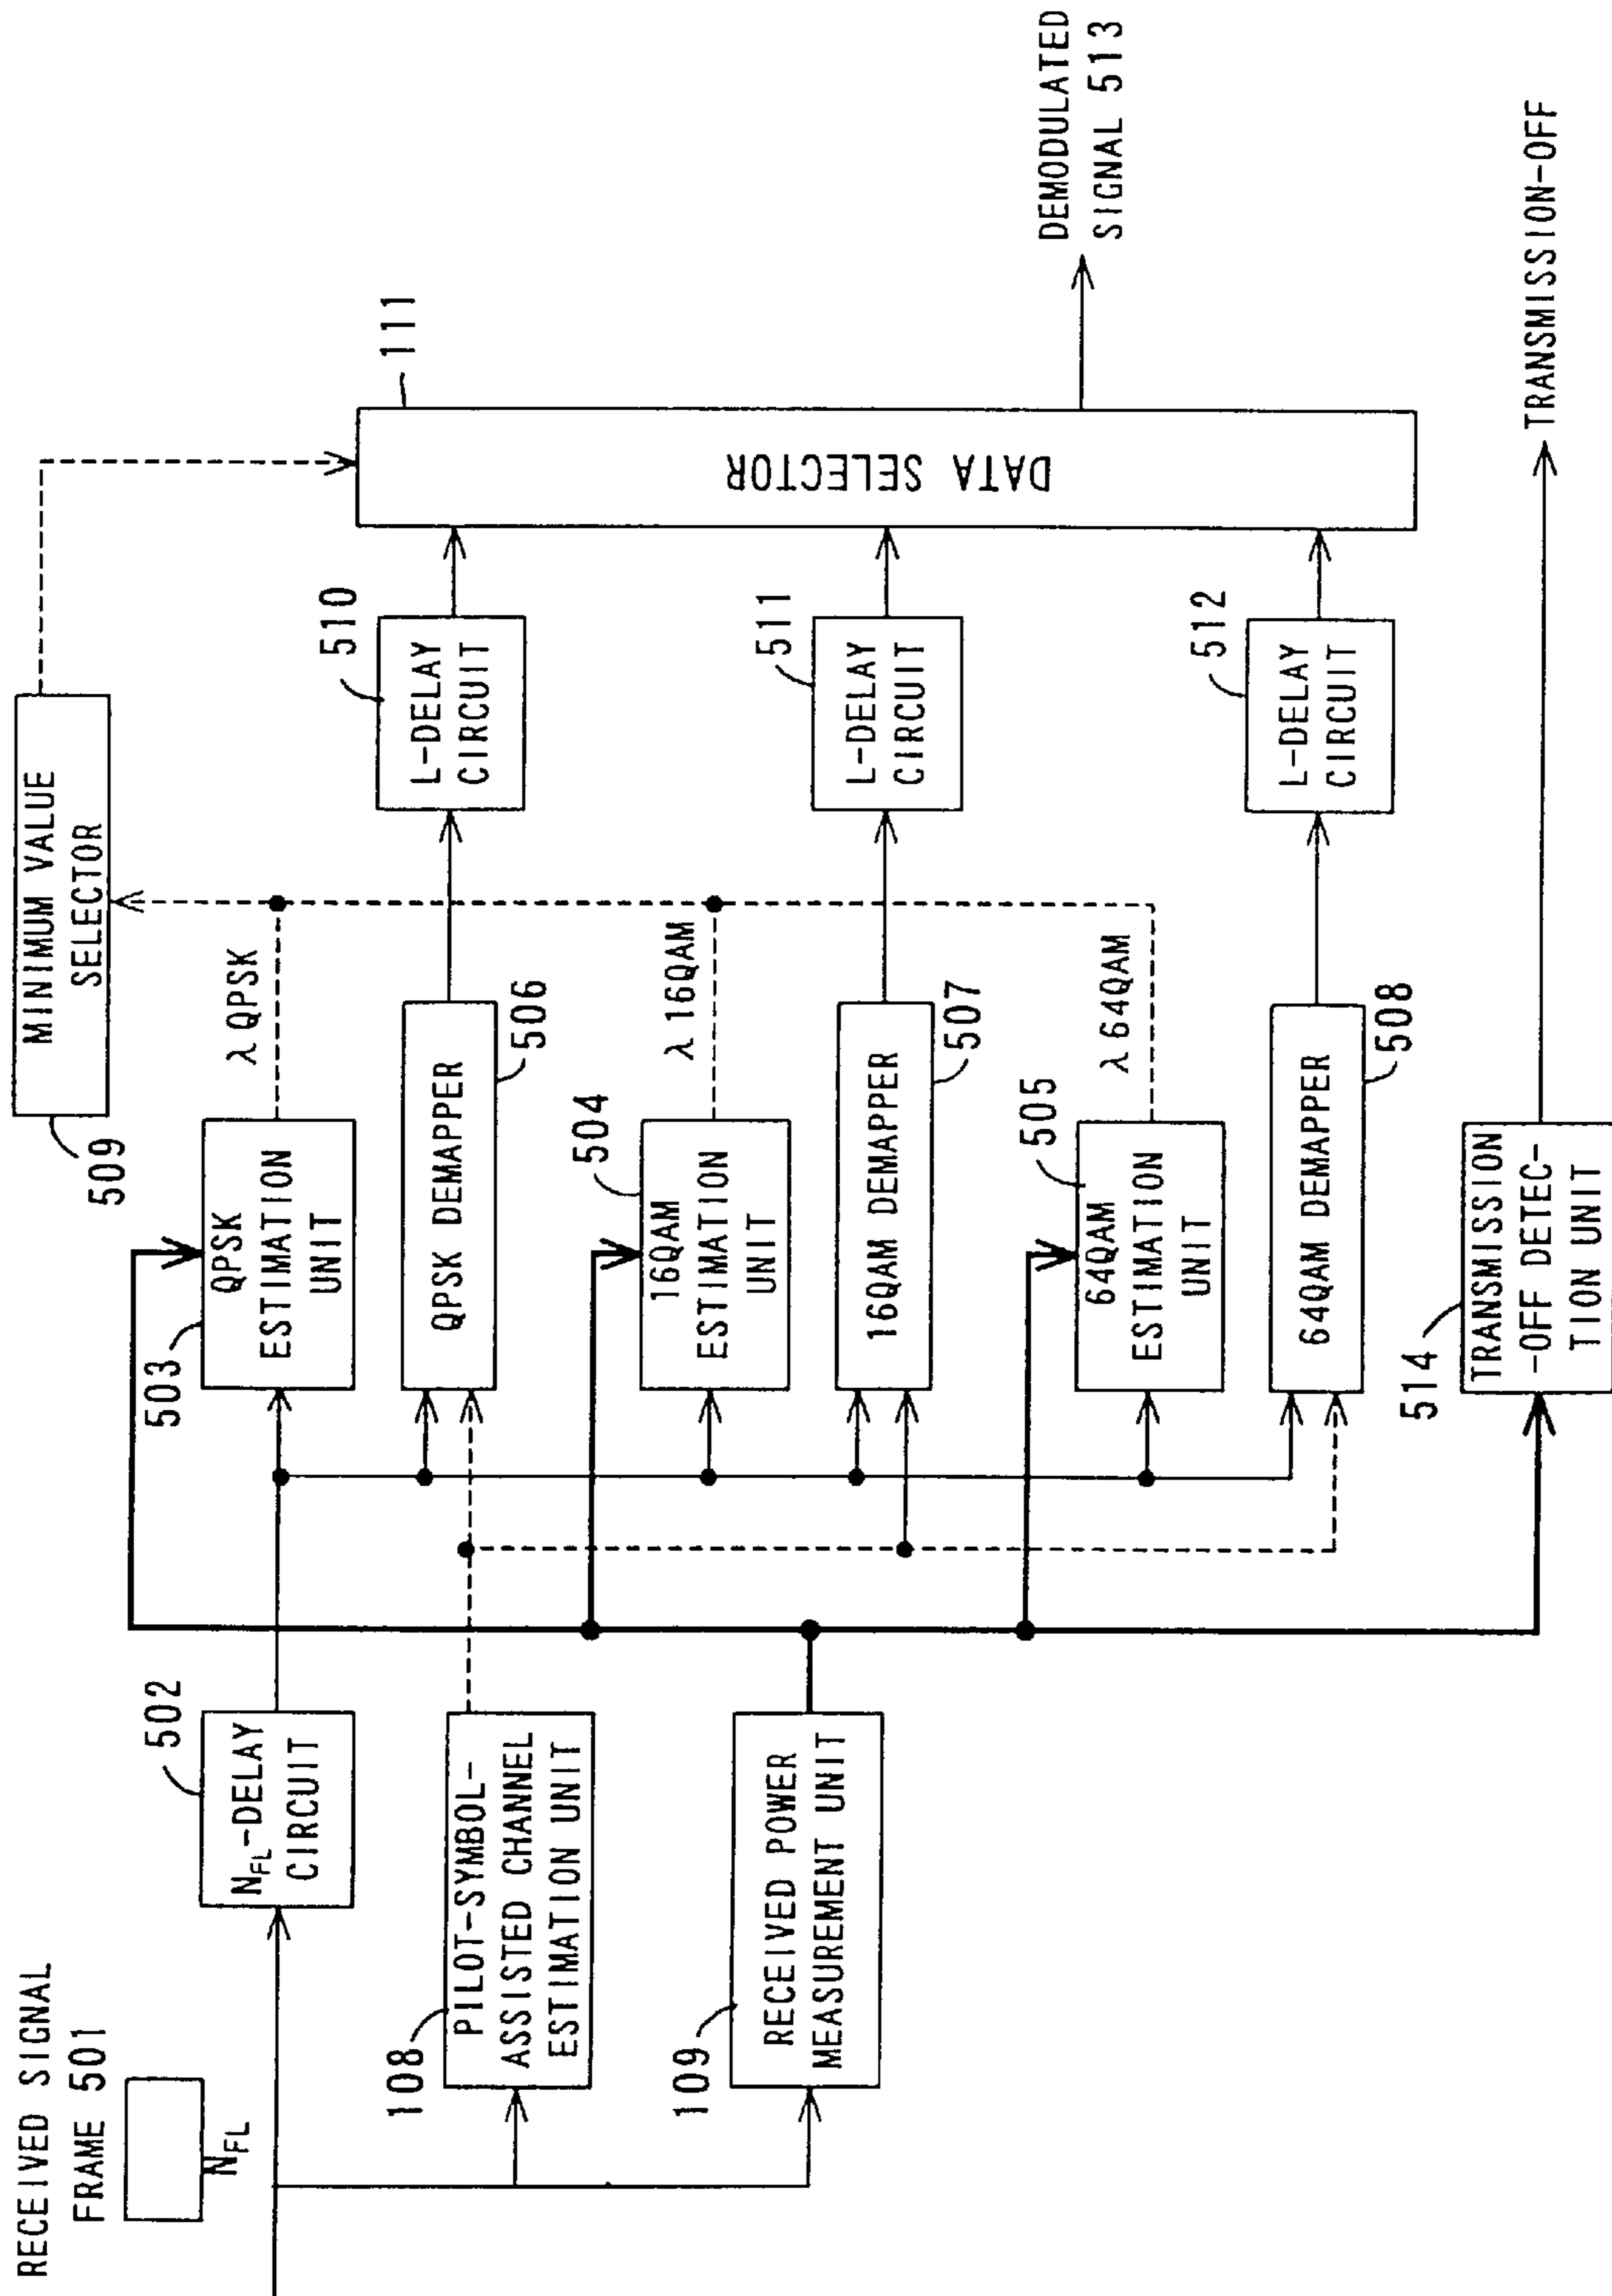 RECEIVED SIGNAL
FRAME 501
NFL
502
NFL-DELAY
CIRCUIT
108
PILOT-SYMBOL-
ASSISTED CHANNEL
ESTIMATION UNIT
109
RECEIVED POWER
MEASUREMENT UNIT
503
QPSK
ESTIMATION
UNIT
QPSK DEMAPPER
506
504
16QAM
ESTIMATION
UNIT
16QAM DEMAPPER
507
505
64QAM
ESTIMATION
UNIT
64QAM DEMAPPER
508
514
TRANSMISSION
-OFF DETEC-
TION UNIT
509
MINIMUM VALUE
SELECTOR
λ QPSK
λ 16QAM
λ 64QAM
510
L-DELAY
CIRCUIT
511
L-DELAY
CIRCUIT
512
L-DELAY
CIRCUIT
111
DATA SELECTOR
DEMODULATED
SIGNAL 513
TRANSMISSION-OFF